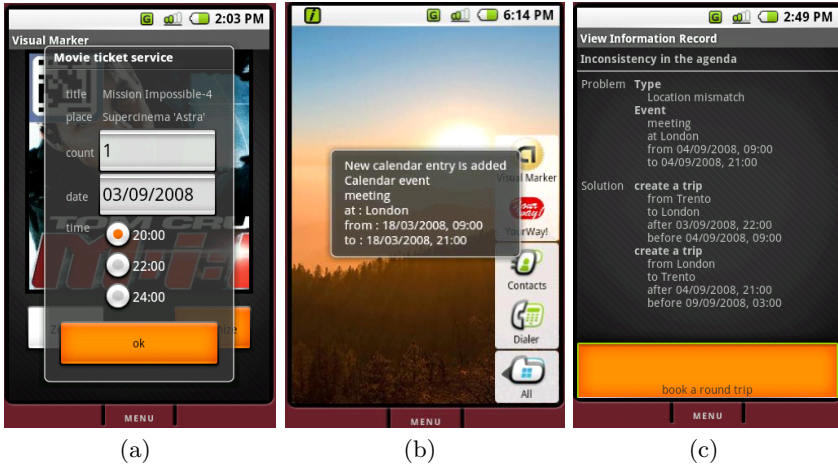 2:03 PM
Visual Marker
Movie ticket service
title Mission Impossible-4
place Supercinema 'Astra'
count 1
date 03/09/2008
time
20:00
22:00
24:00
ok
MENU
(a)
6:14 PM
New calendar entry is added
Calendar event
meeting
at : London
from : 18/03/2008, 09:00
to : 18/03/2008, 21:00
Visual Marker
YourWay!
Contacts
Dialer
All
MENU
(b)
2:49 PM
View Information Record
Inconsistency in the agenda
Problem Type
Location mismatch
Event
meeting
at London
from 04/09/2008, 09:00
to 04/09/2008, 21:00
Solution create a trip
from Trento
to London
after 03/09/2008, 22:00
before 04/09/2008, 09:00
create a trip
from London
to Trento
after 04/09/2008, 21:00
before 09/09/2008, 03:00
book a round trip
MENU
(c)